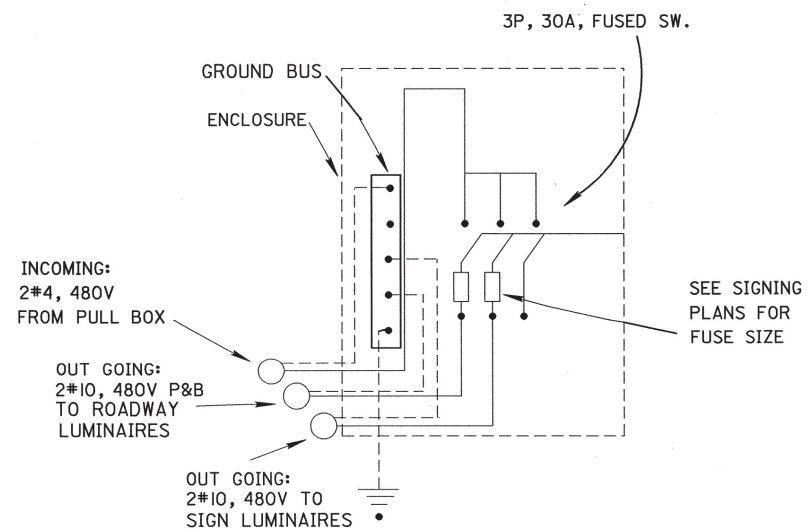 3P, 30A, FUSED SW.
GROUND BUS
ENCLOSURE
INCOMING:
2#4, 480V
FROM PULL BOX
SEE SIGNING
PLANS FOR
FUSE SIZE
OUT GOING:
2#10, 480V P&B
TO ROADWAY
LUMINAIRES
OUT GOING:
2#10, 480V TO
SIGN LUMINAIRES